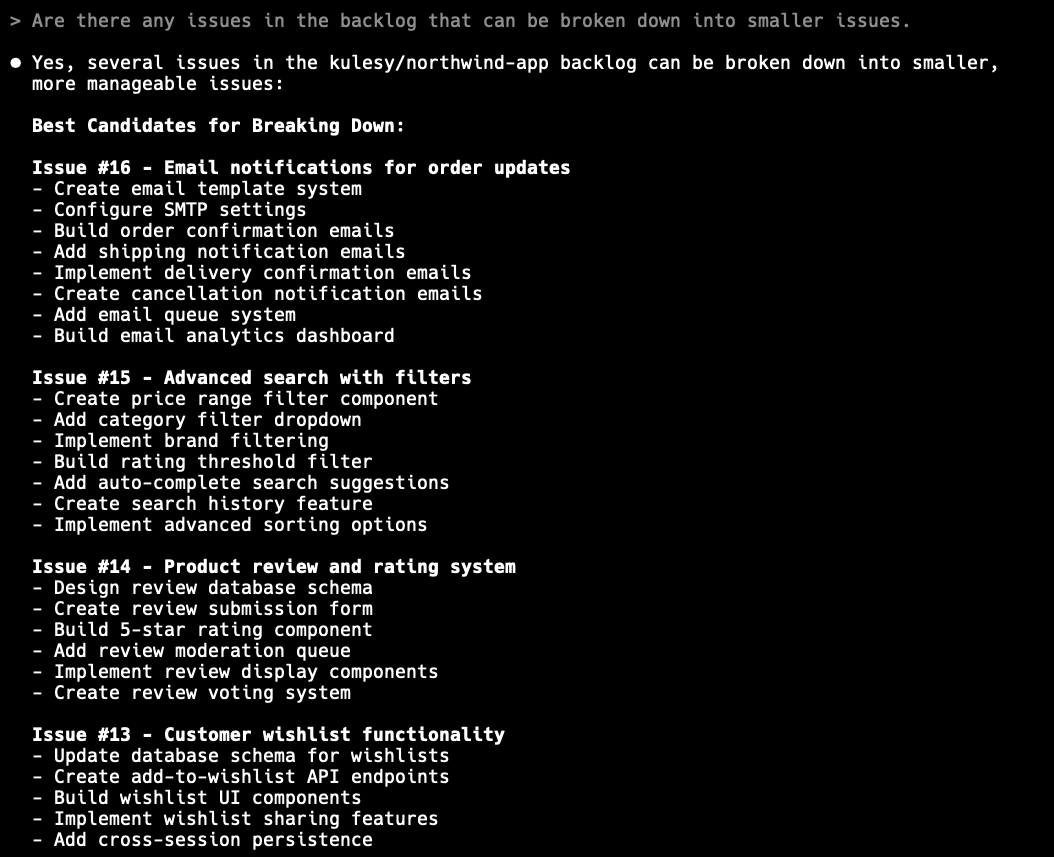 > Are there any issues in the backlog that can be broken down into smaller issues.
● Yes, several issues in the kulesy/northwind-app backlog can be broken down into smaller,
more manageable issues:
Best Candidates for Breaking Down:
Issue #16 - Email notifications for order updates
- Create email template system
- Configure SMTP settings
- Build order confirmation emails
- Add shipping notification emails
- Implement delivery confirmation emails
- Create cancellation notification emails
- Add email queue system
- Build email analytics dashboard
Issue #15 - Advanced search with filters
- Create price range filter component
- Add category filter dropdown
- Implement brand filtering
- Build rating threshold filter
- Add auto-complete search suggestions
- Create search history feature
- Implement advanced sorting options
Issue #14 - Product review and rating system
- Design review database schema
- Create review submission form
- Build 5-star rating component
- Add review moderation queue
- Implement review display components
- Create review voting system
Issue #13 - Customer wishlist functionality
- Update database schema for wishlists
- Create add-to-wishlist API endpoints
- Build wishlist UI components
- Implement wishlist sharing features
- Add cross-session persistence